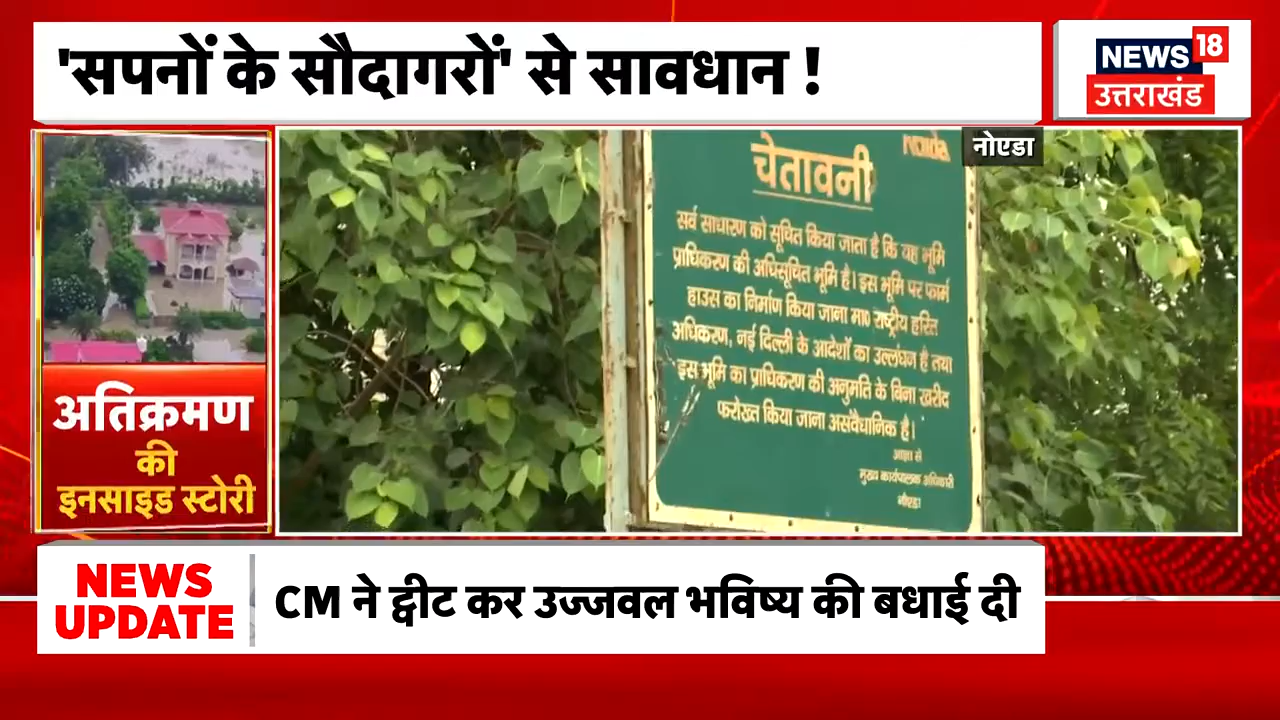 'सपनों के सौदागरों' से सावधान !
NEWS 18
उत्तराखंड
नोएडा
Noida
चेतावनी
सर्व साधारण को सूचित किया जाता है कि यह भूमि
प्राधिकरण की अधिसूचित भूमि है। इस भूमि पर फार्म
हाउस का निर्माण किया जाना मा0 राष्ट्रीय हरित
अधिकरण, नई दिल्ली के आदेशों का उल्लंघन है तथा
इस भूमि का प्राधिकरण की अनुमति के बिना खरीद
फरोख्त किया जाना असंवैधानिक है।
आज्ञा से
मुख्य कार्यपालक अधिकारी
नौएडा
अतिक्रमण
की
इनसाइड स्टोरी
NEWS
UPDATE
CM ने ट्वीट कर उज्जवल भविष्य की बधाई दी